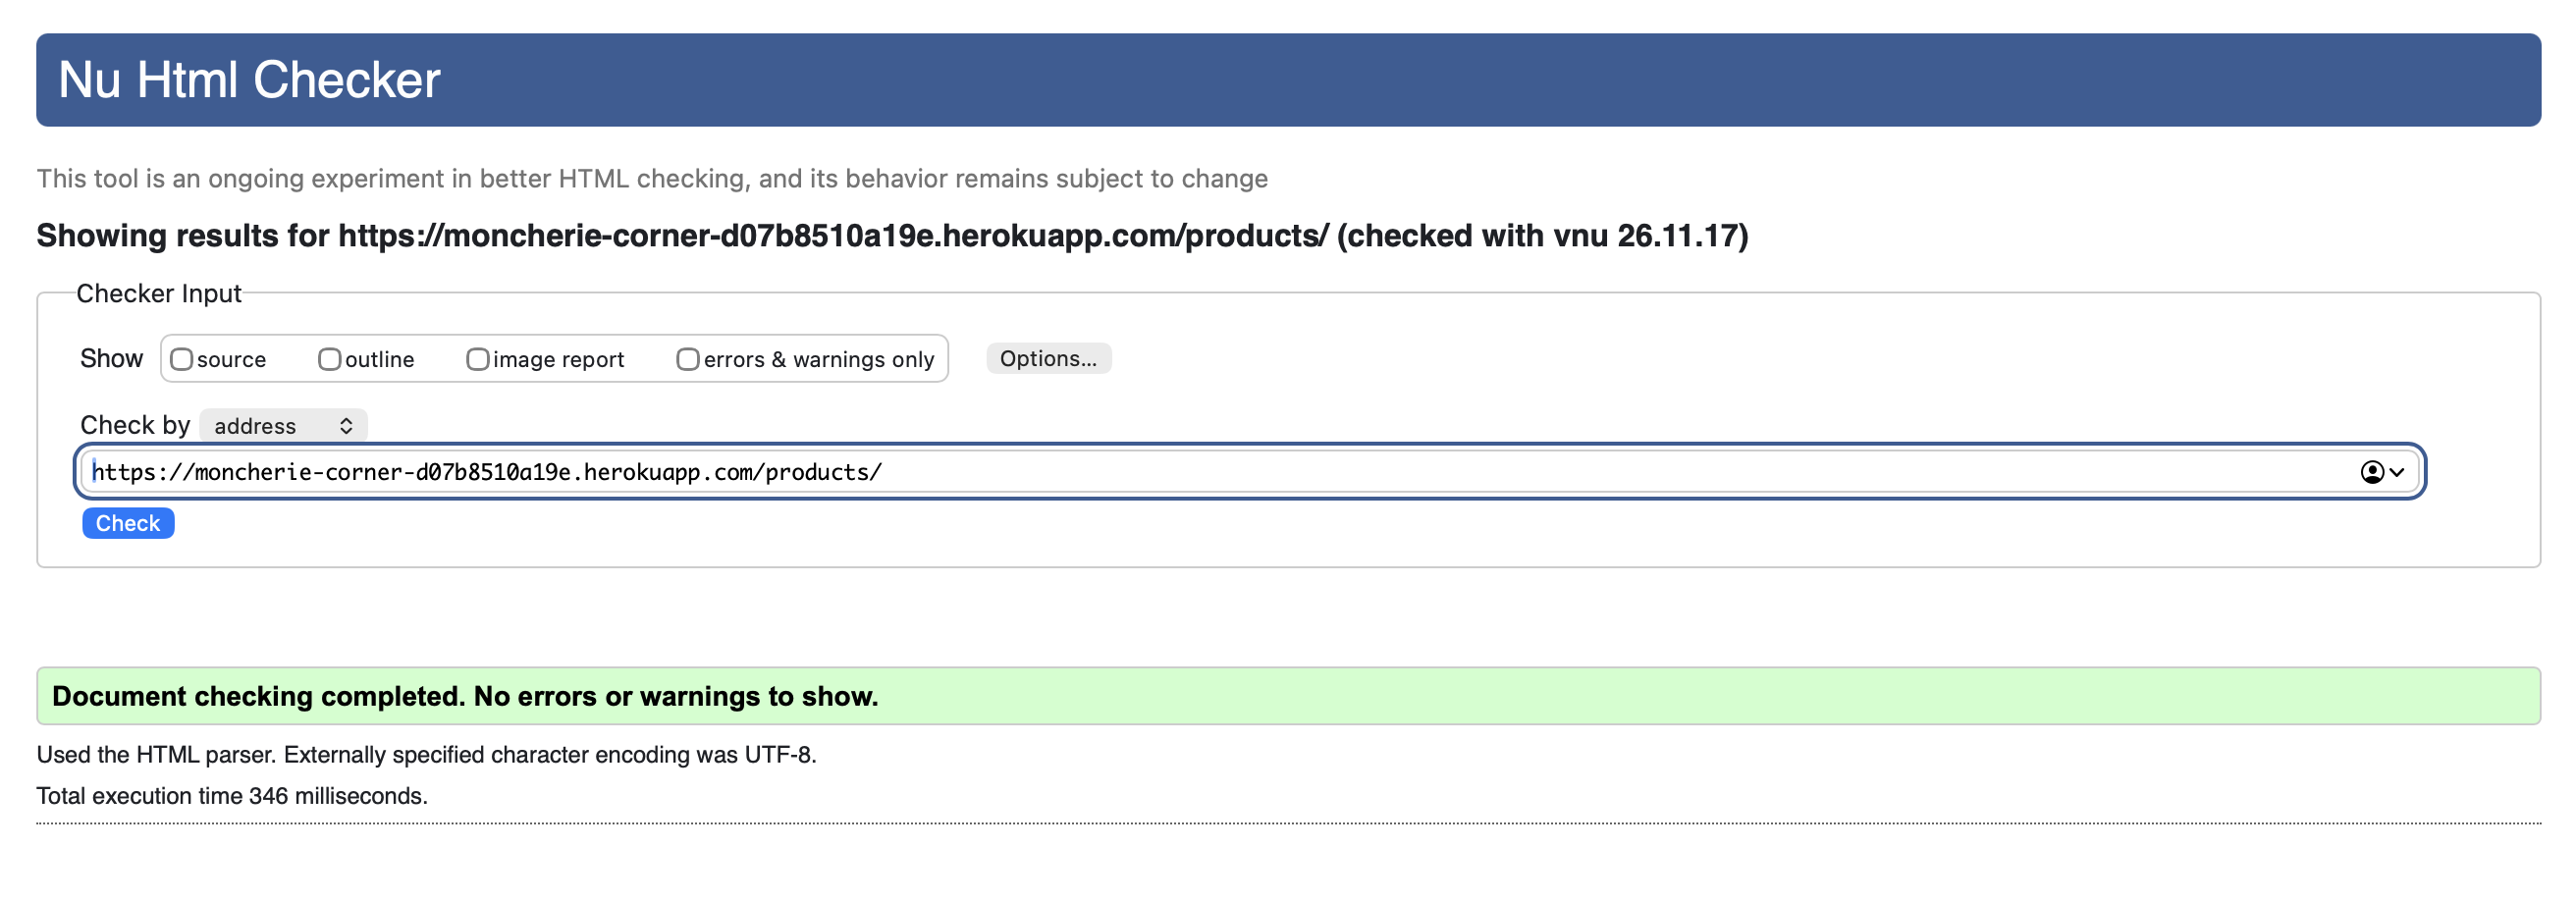 Nu Html Checker
This tool is an ongoing experiment in better HTML checking, and its behavior remains subject to change
Showing results for https://moncherie-corner-d07b8510a19e.herokuapp.com/products/ (checked with vnu 26.11.17)
Checker Input
Show source outline image report errors & warnings only Options...
Check by address
https://moncherie-corner-d07b8510a19e.herokuapp.com/products/
Check
Document checking completed. No errors or warnings to show.
Used the HTML parser. Externally specified character encoding was UTF-8.
Total execution time 346 milliseconds.